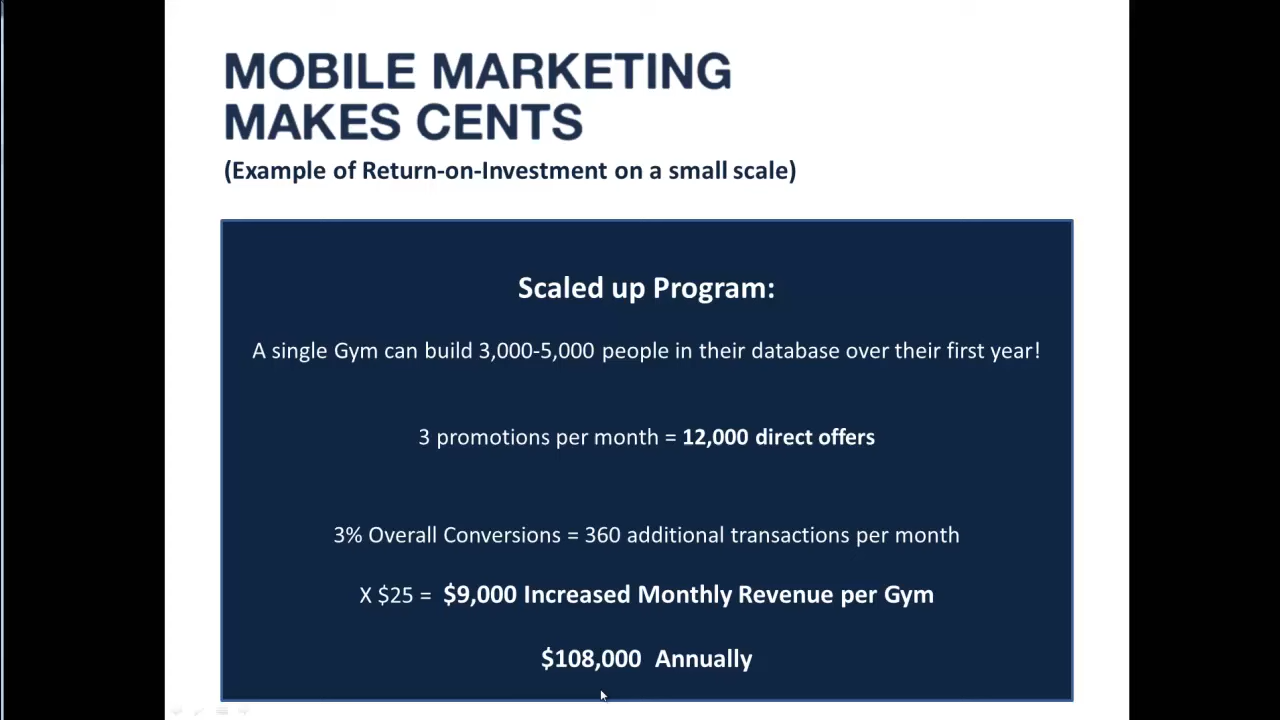 MOBILE MARKETING
MAKES CENTS
(Example of Return-on-Investment on a small scale)
Scaled up Program:
A single Gym can build 3,000-5,000 people in their database over their first year!
3 promotions per month = 12,000 direct offers
3% Overall Conversions = 360 additional transactions per month
X $25 = $9,000 Increased Monthly Revenue per Gym
$108,000 Annually